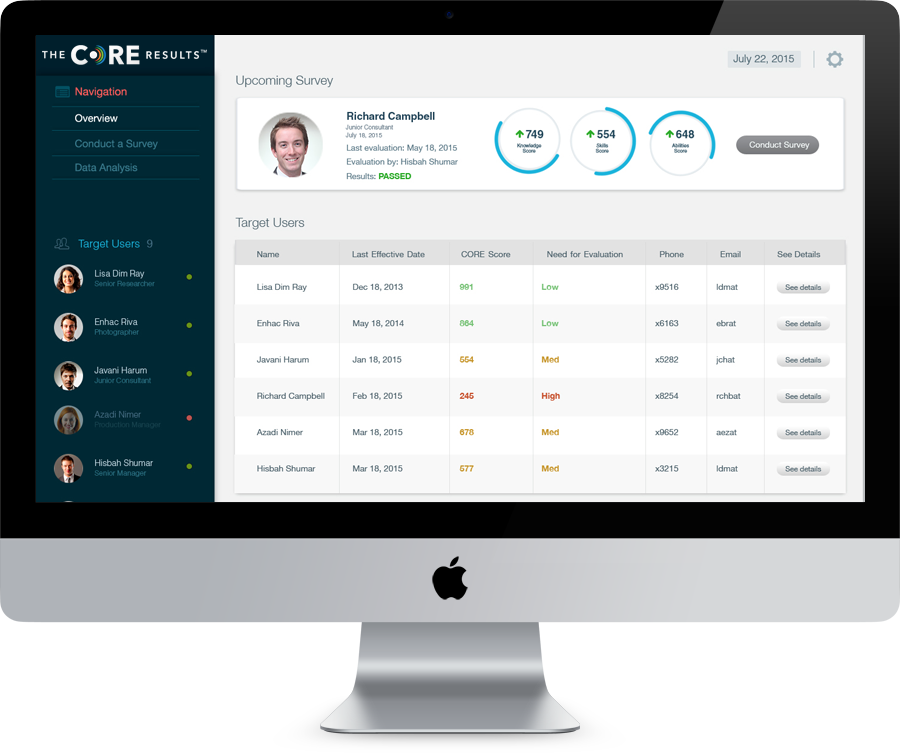 THE CORE RESULTS™
Navigation
Overview
Conduct a Survey
Data Analysis
Target Users 9
Lisa Dim Ray
Senior Researcher
Enhac Riva
Photographer
Javani Harum
Junior Consultant
Azadi Nimer
Production Manager
Hisbah Shumar
Senior Manager
July 22, 2015
Upcoming Survey
Richard Campbell
Junior Consultant
July 18, 2015
Last evaluation: May 18, 2015
Evaluation by: Hisbah Shumar
Results: PASSED
749
Knowledge
Score
554
Skills
Score
648
Abilities
Score
Conduct Survey
Target Users
Name Last Effective Date CORE Score Need for Evaluation Phone Email See Details
Lisa Dim Ray Dec 18, 2013 991 Low x9516 ldmat See details
Enhac Riva May 18, 2014 864 Low x6163 ebrat See details
Javani Harum Jan 18, 2015 554 Med x5282 jchat See details
Richard Campbell Feb 18, 2015 245 High x8254 rchbat See details
Azadi Nimer Mar 18, 2015 678 Med x9652 aezat See details
Hisbah Shumar Mar 18, 2015 577 Med x3215 ldmat See details